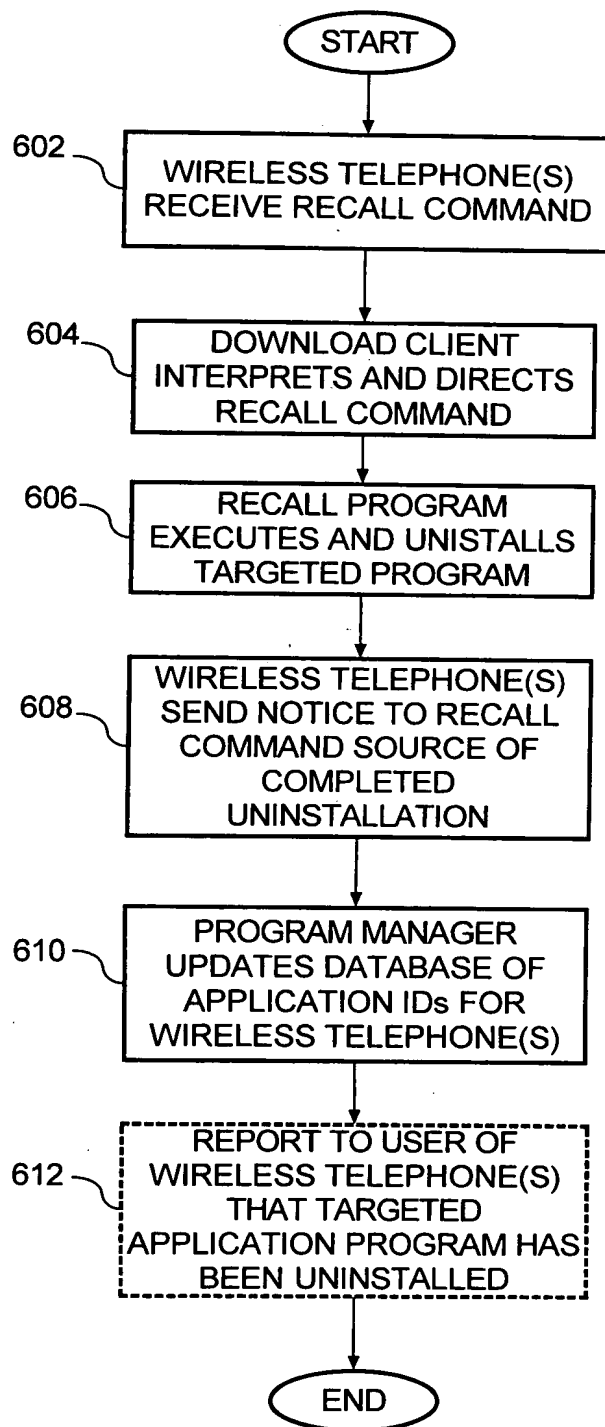 START
602
WIRELESS TELEPHONE(S)
RECEIVE RECALL COMMAND
604
DOWNLOAD CLIENT
INTERPRETS AND DIRECTS
RECALL COMMAND
606
RECALL PROGRAM
EXECUTES AND UNISTALLS
TARGETED PROGRAM
608
WIRELESS TELEPHONE(S)
SEND NOTICE TO RECALL
COMMAND SOURCE OF
COMPLETED
UNINSTALLATION
610
PROGRAM MANAGER
UPDATES DATABASE OF
APPLICATION IDs FOR
WIRELESS TELEPHONE(S)
612
REPORT TO USER OF
WIRELESS TELEPHONE(S)
THAT TARGETED
APPLICATION PROGRAM HAS
BEEN UNINSTALLED
END